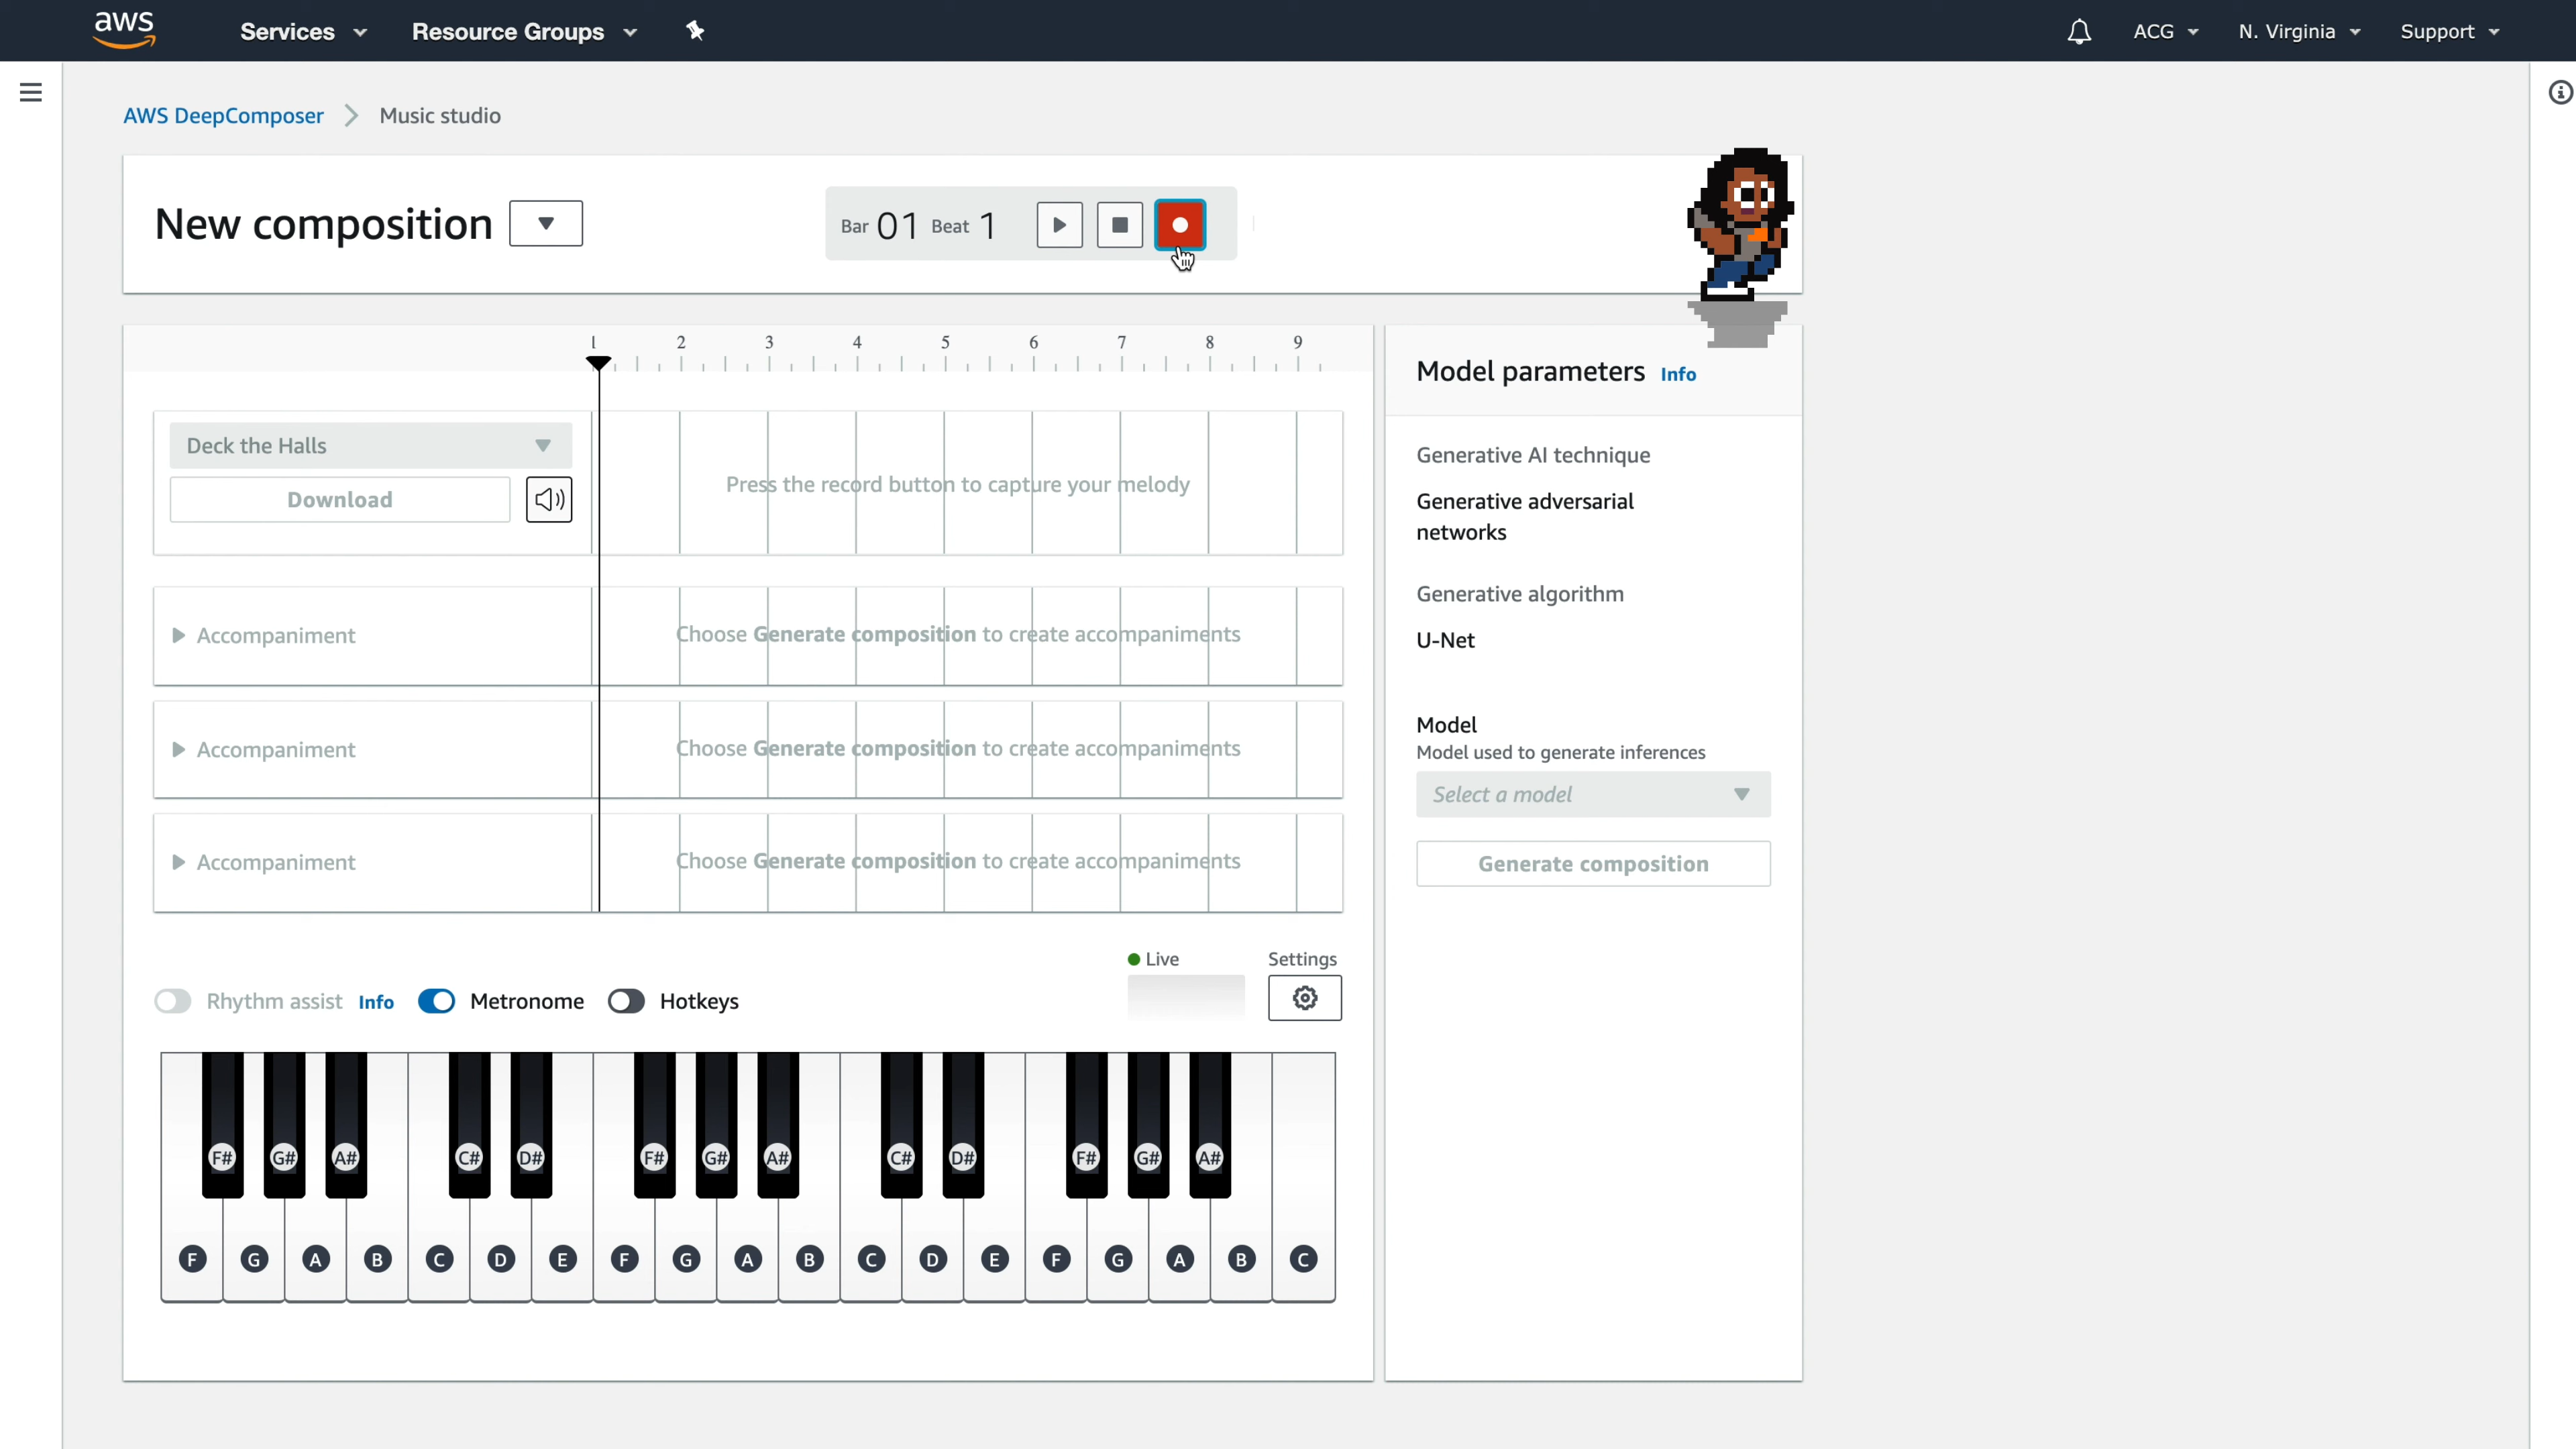 aws Services Resource Groups ACG N. Virginia Support
AWS DeepComposer Music studio
New composition Bar 01 Beat 1
1 2 3 4 5 6 7 8 9
Model parameters Info
Deck the Halls
Download
Press the record button to capture your melody
Generative AI technique
Generative adversarial
networks
Generative algorithm
U-Net
Accompaniment Choose Generate composition to create accompaniments
Accompaniment Choose Generate composition to create accompaniments
Accompaniment Choose Generate composition to create accompaniments
Model
Model used to generate inferences
Select a model
Generate composition
Live Settings
Rhythm assist Info Metronome Hotkeys
F# G# A# C# D# F# G# A# C# D# F# G# A#
F G A B C D E F G A B C D E F G A B C